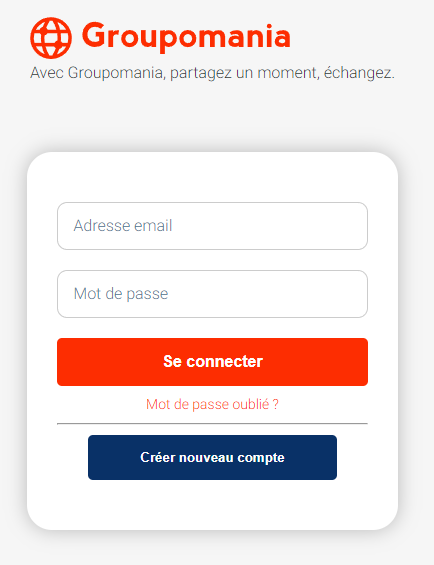 Groupomania
Avec Groupomania, partagez un moment, échangez.
Adresse email
Mot de passe
Se connecter
Mot de passe oublié ?
Créer nouveau compte